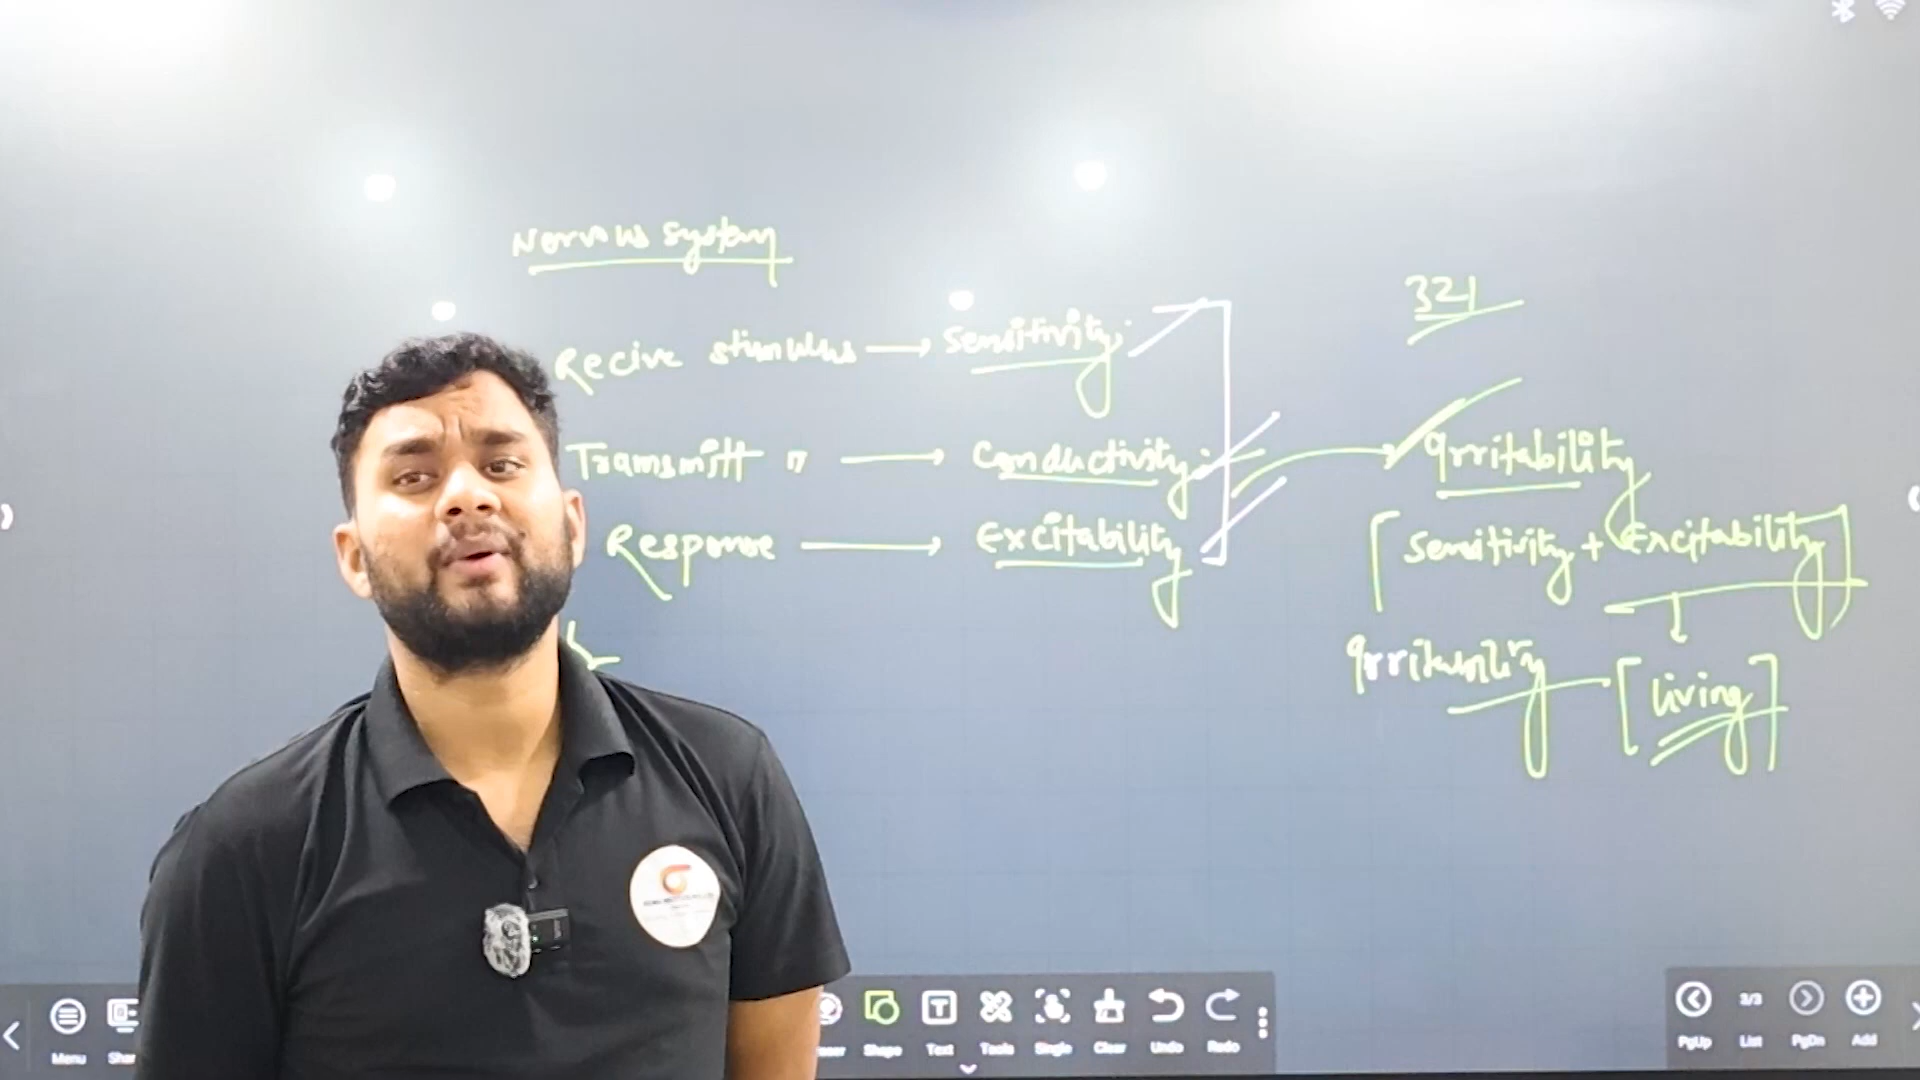 Nervous system
Recive stimulus → Sensitivity
Transmitt " → Conductivity
Response → Excitability
321
Irritability
[Sensitivity + Excitability]
Irritability - [Living]
Menu
Shape
Text
Tools
Single
Clear
Undo
Redo
3/3
PgUp
List
PgDn
Add